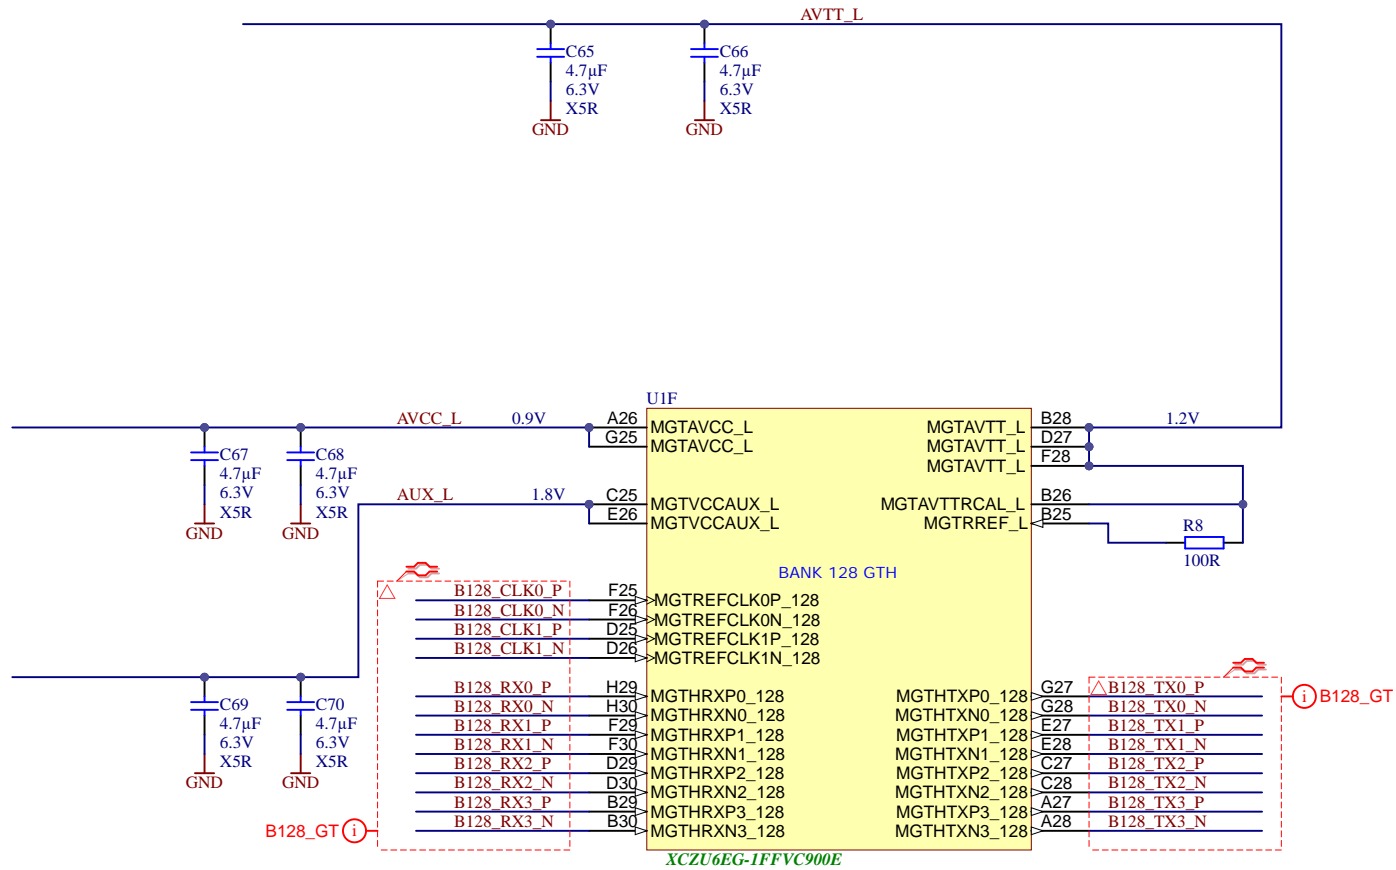 AVTT_L
C65
4.7µF
6.3V
X5R
GND
C66
4.7µF
6.3V
X5R
GND
AVCC_L
0.9V
C67
4.7µF
6.3V
X5R
GND
C68
4.7µF
6.3V
X5R
GND
AUX_L
1.8V
C69
4.7µF
6.3V
X5R
GND
C70
4.7µF
6.3V
X5R
GND
U1F
A26 MGTAVCC_L
G25 MGTAVCC_L
C25 MGTVCCAUX_L
E26 MGTVCCAUX_L
MGTAVTT_L B28 1.2V
MGTAVTT_L D27
MGTAVTT_L F28
MGTAVTTRCAL_L B26
MGTRREF_L B25
R8
100R
BANK 128 GTH
B128_CLK0_P F25 MGTREFCLK0P_128
B128_CLK0_N F26 MGTREFCLK0N_128
B128_CLK1_P D25 MGTREFCLK1P_128
B128_CLK1_N D26 MGTREFCLK1N_128
B128_RX0_P H29 MGTHRXP0_128
B128_RX0_N H30 MGTHRXN0_128
B128_RX1_P F29 MGTHRXP1_128
B128_RX1_N F30 MGTHRXN1_128
B128_RX2_P D29 MGTHRXP2_128
B128_RX2_N D30 MGTHRXN2_128
B128_RX3_P B29 MGTHRXP3_128
B128_RX3_N B30 MGTHRXN3_128
B128_GT i
MGTHTXP0_128 G27 B128_TX0_P
MGTHTXN0_128 G28 B128_TX0_N
MGTHTXP1_128 E27 B128_TX1_P
MGTHTXN1_128 E28 B128_TX1_N
MGTHTXP2_128 C27 B128_TX2_P
MGTHTXN2_128 C28 B128_TX2_N
MGTHTXP3_128 A27 B128_TX3_P
MGTHTXN3_128 A28 B128_TX3_N
i B128_GT
XCZU6EG-1FFVC900E